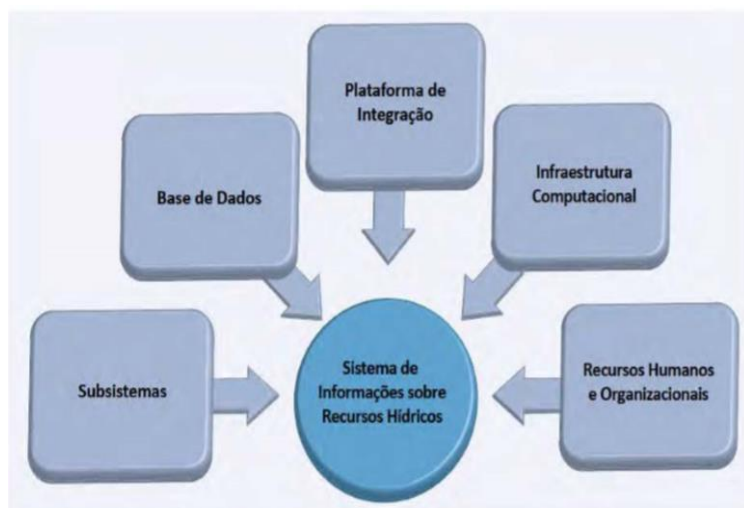 Plataforma de
Integração
Base de Dados
Infraestrutura
Computacional
Subsistemas
Sistema de
Informações sobre
Recursos Hídricos
Recursos Humanos
e Organizacionais